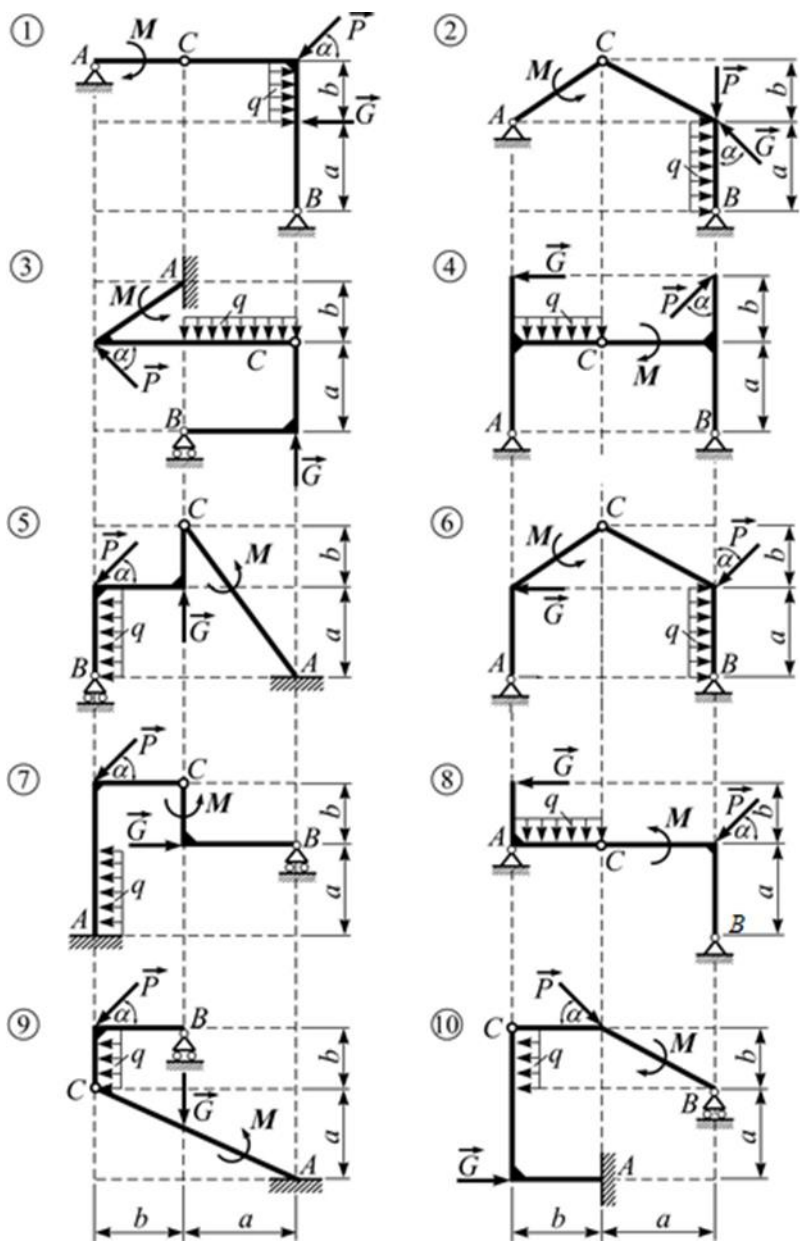 ① A M C P⃗ α q G⃗ b a B
② C M A P⃗ G⃗ α q b a B
③ A M q α P⃗ C B G⃗ b a
④ G⃗ q P⃗ α C M A B b a
⑤ C P⃗ α M G⃗ q B A b a
⑥ C M P⃗ α G⃗ q A B b a
⑦ P⃗ α C M G⃗ B q A b a
⑧ G⃗ q M P⃗ α A C B b a
⑨ P⃗ α B q C G⃗ M A b a
⑩ P⃗ α C q M B G⃗ A b a
b a b a